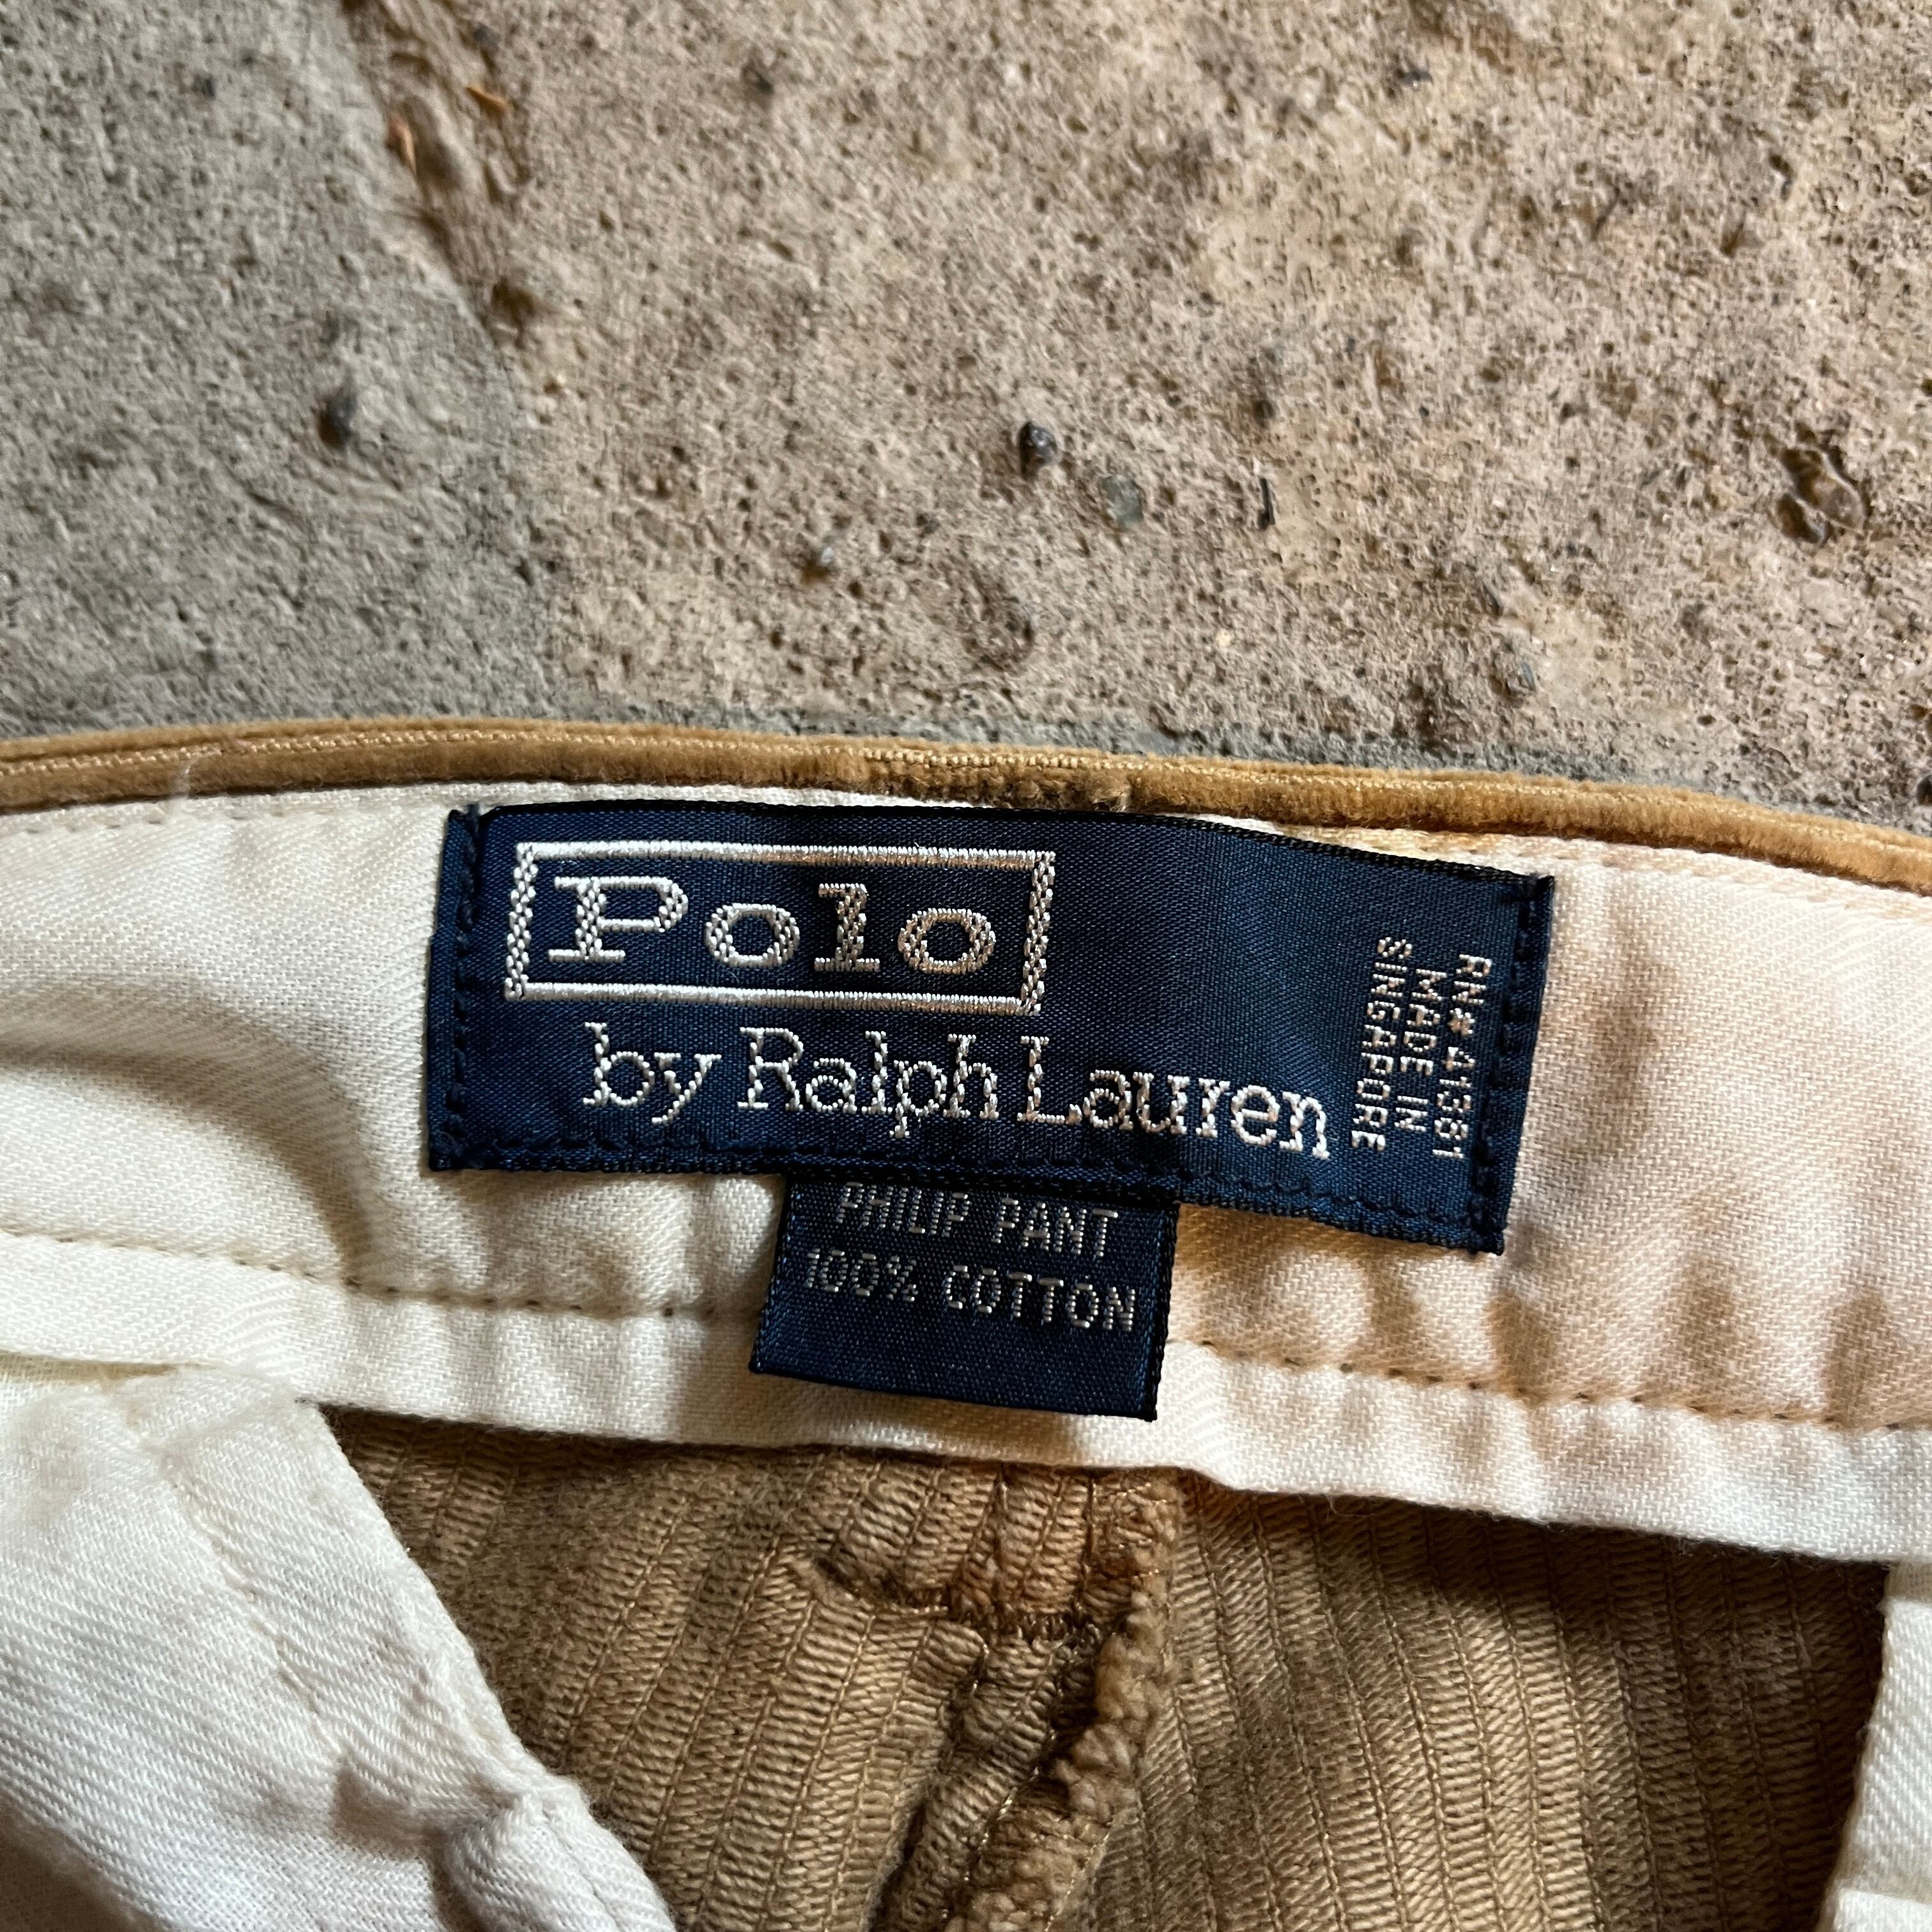 Polo
by Ralph Lauren
RN# 41381
MADE IN
SINGAPORE
PHILIP PANT
100% COTTON